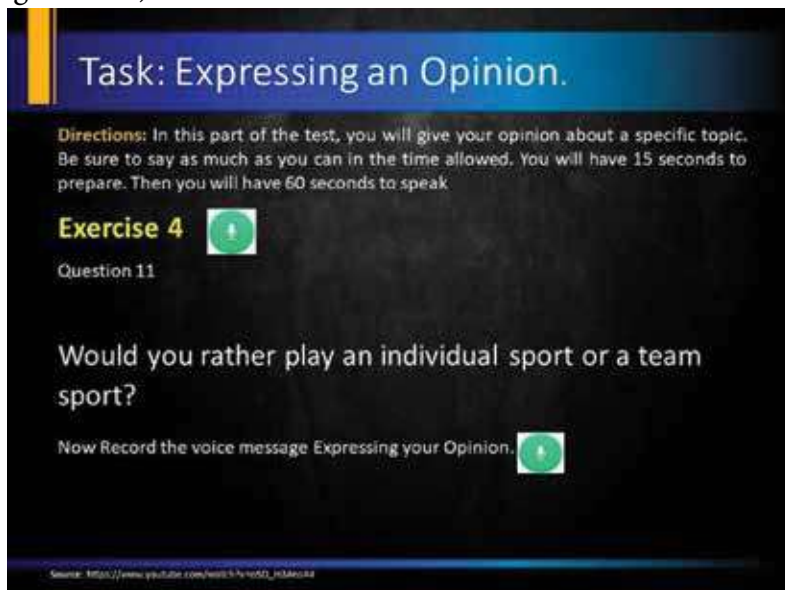 Task: Expressing an Opinion.
Directions: In this part of the test, you will give your opinion about a specific topic.
Be sure to say as much as you can in the time allowed. You will have 15 seconds to
prepare. Then you will have 60 seconds to speak
Exercise 4
Question 11
Would you rather play an individual sport or a team
sport?
Now Record the voice message Expressing your Opinion.
Source: